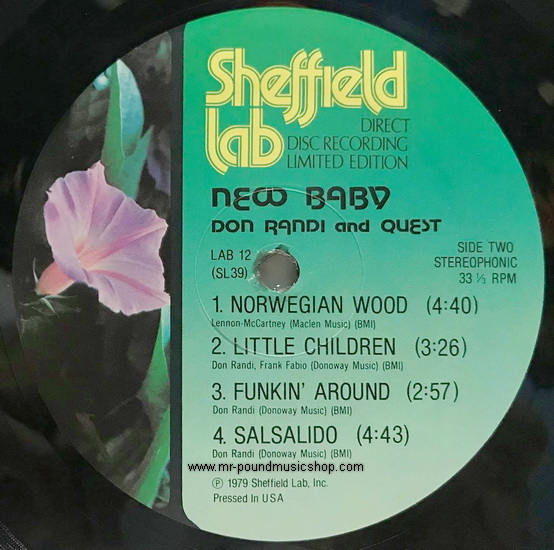 Sheffield
lab
DIRECT
DISC RECORDING
LIMITED EDITION
NEW BABY
DON RANDI and QUEST
LAB 12
(SL39)
SIDE TWO
STEREOPHONIC
33 ⅓ RPM
1. NORWEGIAN WOOD (4:40)
Lennon-McCartney (Maclen Music) (BMI)
2. LITTLE CHILDREN (3:26)
Don Randi, Frank Fabio (Donoway Music) (BMI)
3. FUNKIN' AROUND (2:57)
Don Randi (Donoway Music) (BMI)
4. SALSALIDO (4:43)
Don Randi (Donoway Music) (BMI)
www.mr-poundmusicshop.com
℗ 1979 Sheffield Lab, Inc.
Pressed In USA